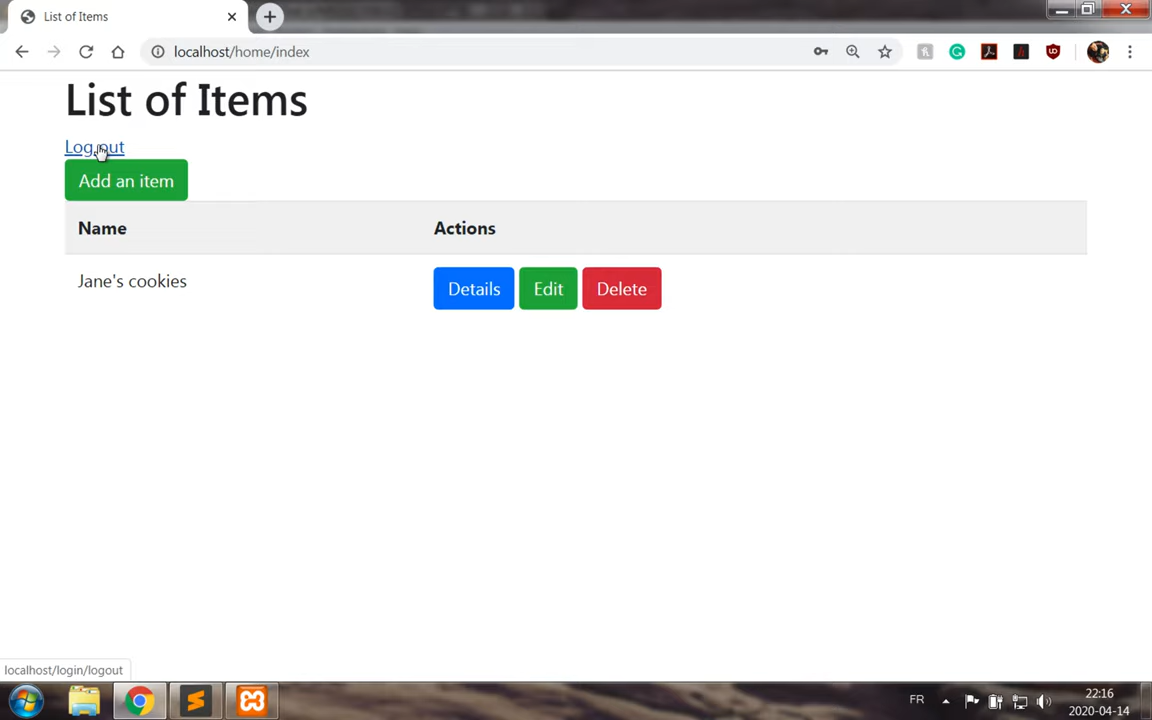 List of Items
localhost/home/index
List of Items
Log out
Add an item
Name Actions
Jane's cookies Details Edit Delete
localhost/login/logout
FR 22:16
2020-04-14